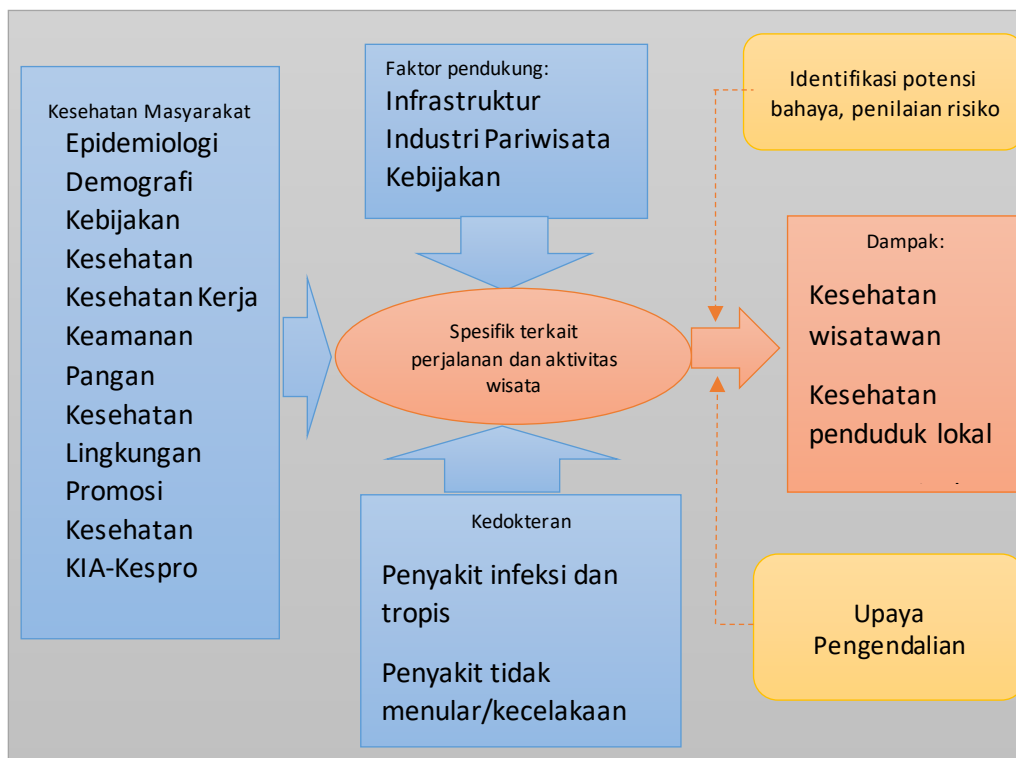 Kesehatan Masyarakat
Epidemiologi
Demografi
Kebijakan
Kesehatan
Kesehatan Kerja
Keamanan
Pangan
Kesehatan
Lingkungan
Promosi
Kesehatan
KIA-Kespro
Faktor pendukung:
Infrastruktur
Industri Pariwisata
Kebijakan
Spesifik terkait
perjalanan dan aktivitas
wisata
Kedokteran
Penyakit infeksi dan
tropis
Penyakit tidak
menular/kecelakaan
Identifikasi potensi
bahaya, penilaian risiko
Dampak:
Kesehatan
wisatawan
Kesehatan
penduduk lokal
Upaya
Pengendalian